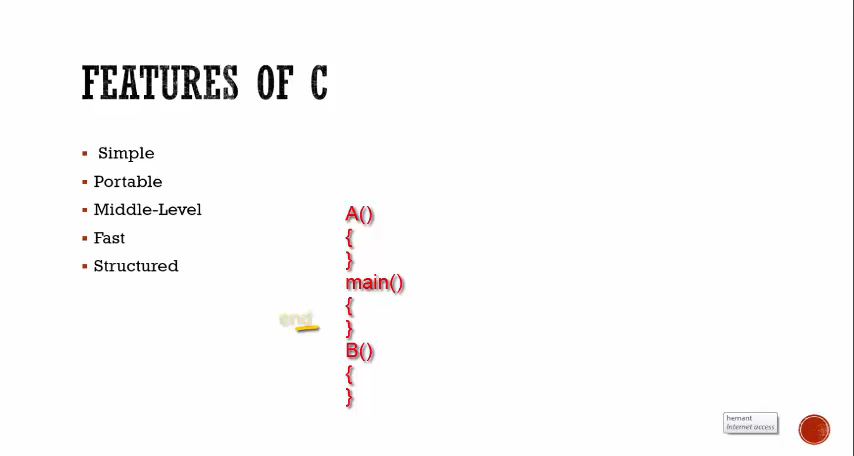 FEATURES OF C
Simple
Portable
Middle-Level
Fast
Structured
A()
{
}
main()
{
end
}
B()
{
}
hemant
Internet access